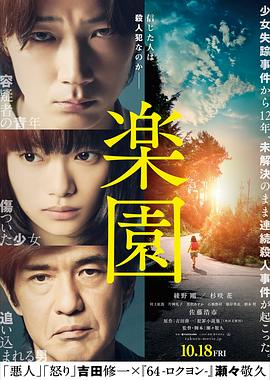 少女失踪事件から12年
未解決のまま連続殺人事件が起こった
信じた人は
殺人犯なのか
容疑者の青年
傷ついた少女
追い込まれる男
楽園
綾野剛／杉咲花
佐藤浩市
10.18[FRI]
「悪人」「怒り」吉田修一×「64-ロクヨン-」瀬々敬久